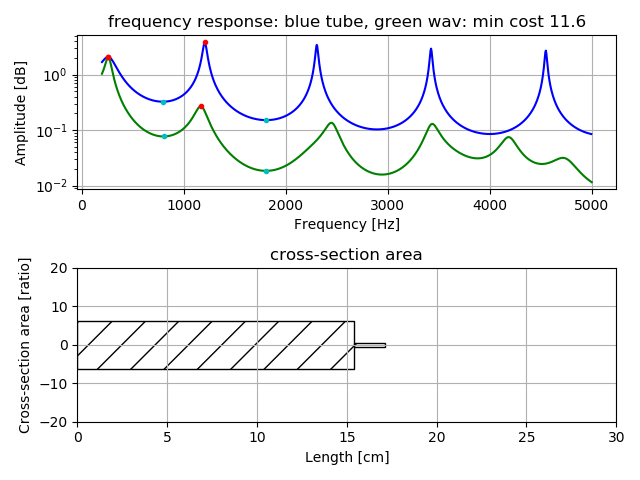 frequency response: blue tube, green wav: min cost 11.6
Amplitude [dB]
10⁰
10⁻¹
10⁻²
0 1000 2000 3000 4000 5000
Frequency [Hz]
cross-section area
Cross-section area [ratio]
20
10
0
−10
−20
0 5 10 15 20 25 30
Length [cm]